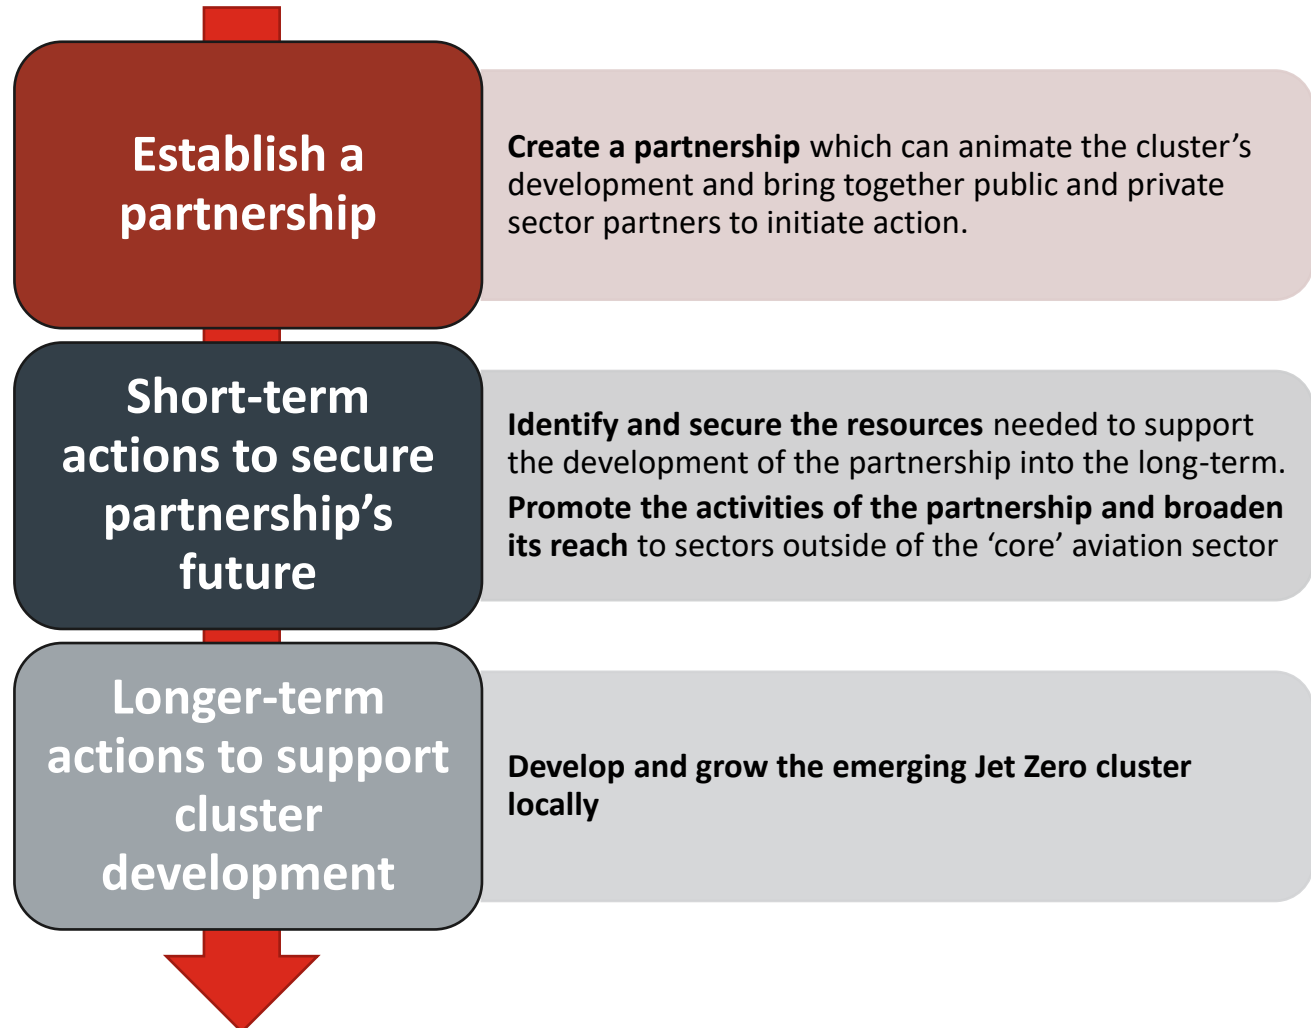 Establish a
partnership
Create a partnership which can animate the cluster’s
development and bring together public and private
sector partners to initiate action.
Short-term
actions to secure
partnership’s
future
Identify and secure the resources needed to support
the development of the partnership into the long-term.
Promote the activities of the partnership and broaden
its reach to sectors outside of the ‘core’ aviation sector
Longer-term
actions to support
cluster
development
Develop and grow the emerging Jet Zero cluster
locally